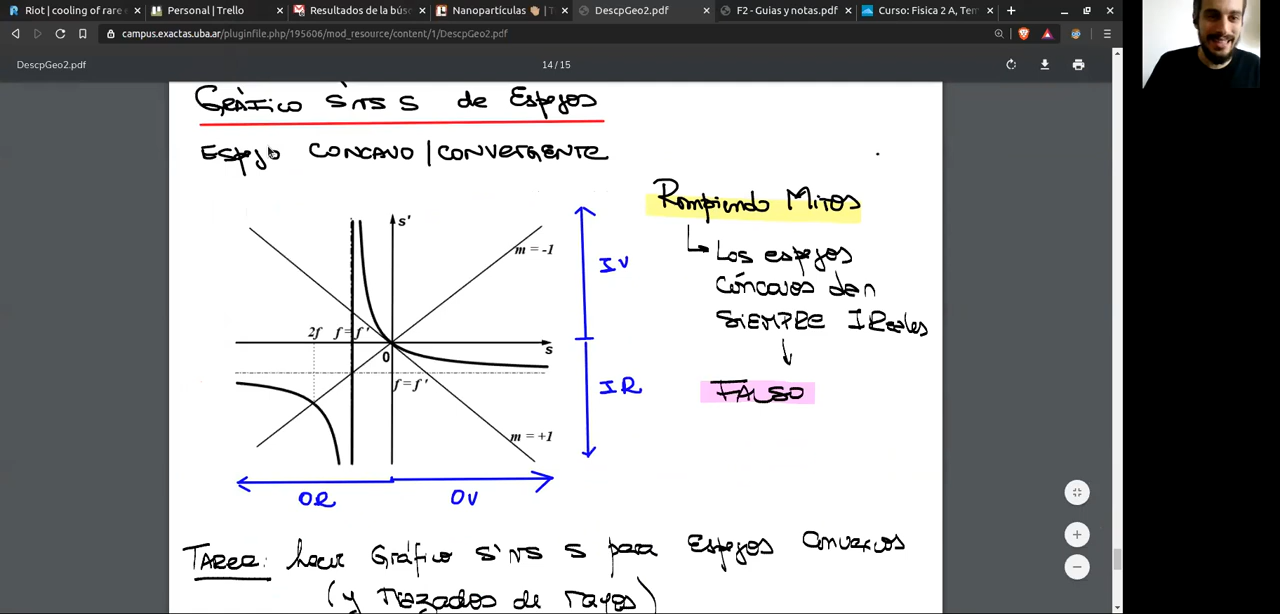 Riot | cooling of rare e
Personal | Trello
Resultados de la bús
Nanopartículas 👏🏼 | T
DescpGeo2.pdf
F2 - Guias y notas.pdf
Curso: Fisica 2 A, Tem
campus.exactas.uba.ar/pluginfile.php/195606/mod_resource/content/1/DescpGeo2.pdf
DescpGeo2.pdf
14 / 15
GRÁFICO S' vs S de Espejos
Espejo CONCAVO | CONVERGENTE
Rompiendo Mitos
Los espejos
cóncavos den
SIEMPRE IReales
FALSO
s'
m = -1
IV
2f f = f'
s
0
f = f'
IR
m = +1
OR
OV
TAREA: hacer Gráfico S' vs S para Espejos convexos
(y trazados de rayos)